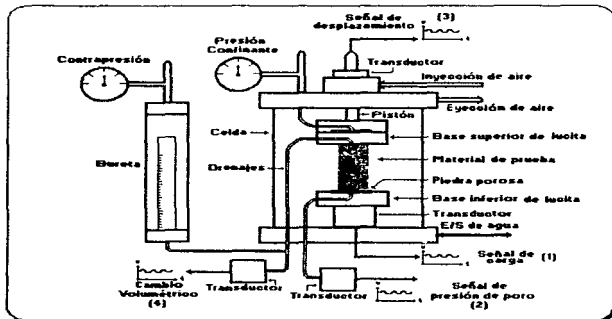 Señal de
desplazamiento
(3)
Presión
Confinante
Contrapresión
Transductor
Inyección de aire
Eyección de aire
Pistón
Celda
Base superior de lucita
Bureta
Drenajes
Material de prueba
Piedra porosa
Base inferior de lucita
Transductor
E/S de agua
Señal de
carga
(1)
Cambio
Volumétrico
(4)
Transductor
Transductor
Señal de
presión de poro
(2)